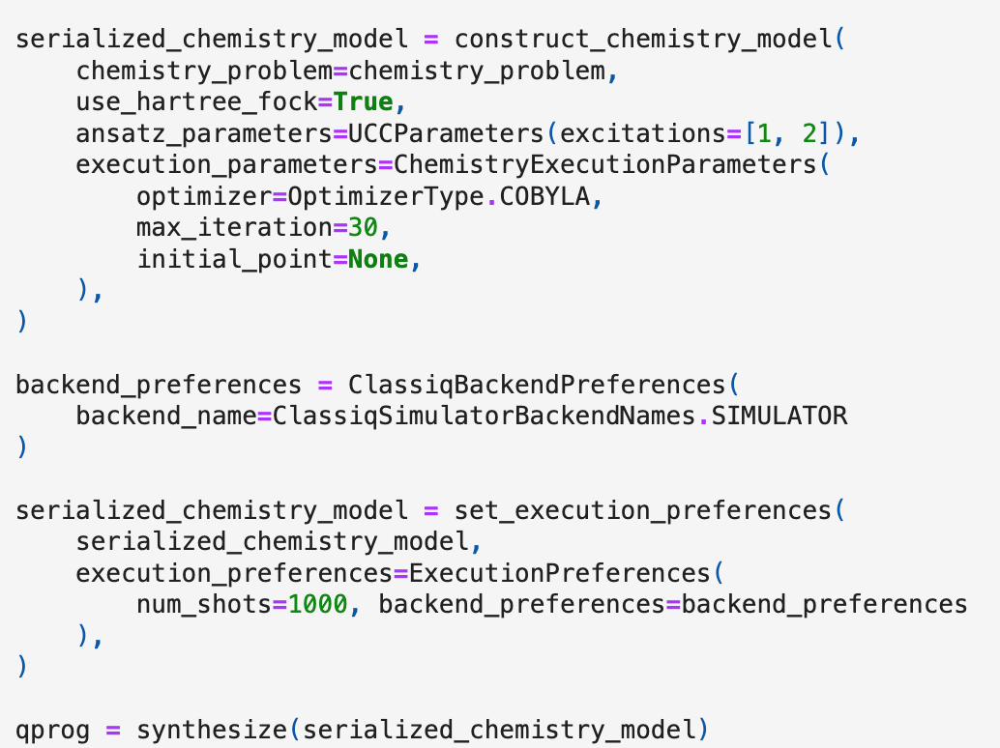 serialized_chemistry_model = construct_chemistry_model(
    chemistry_problem=chemistry_problem,
    use_hartree_fock=True,
    ansatz_parameters=UCCParameters(excitations=[1, 2]),
    execution_parameters=ChemistryExecutionParameters(
        optimizer=OptimizerType.COBYLA,
        max_iteration=30,
        initial_point=None,
    ),
)

backend_preferences = ClassiqBackendPreferences(
    backend_name=ClassiqSimulatorBackendNames.SIMULATOR
)

serialized_chemistry_model = set_execution_preferences(
    serialized_chemistry_model,
    execution_preferences=ExecutionPreferences(
        num_shots=1000, backend_preferences=backend_preferences
    ),
)

qprog = synthesize(serialized_chemistry_model)